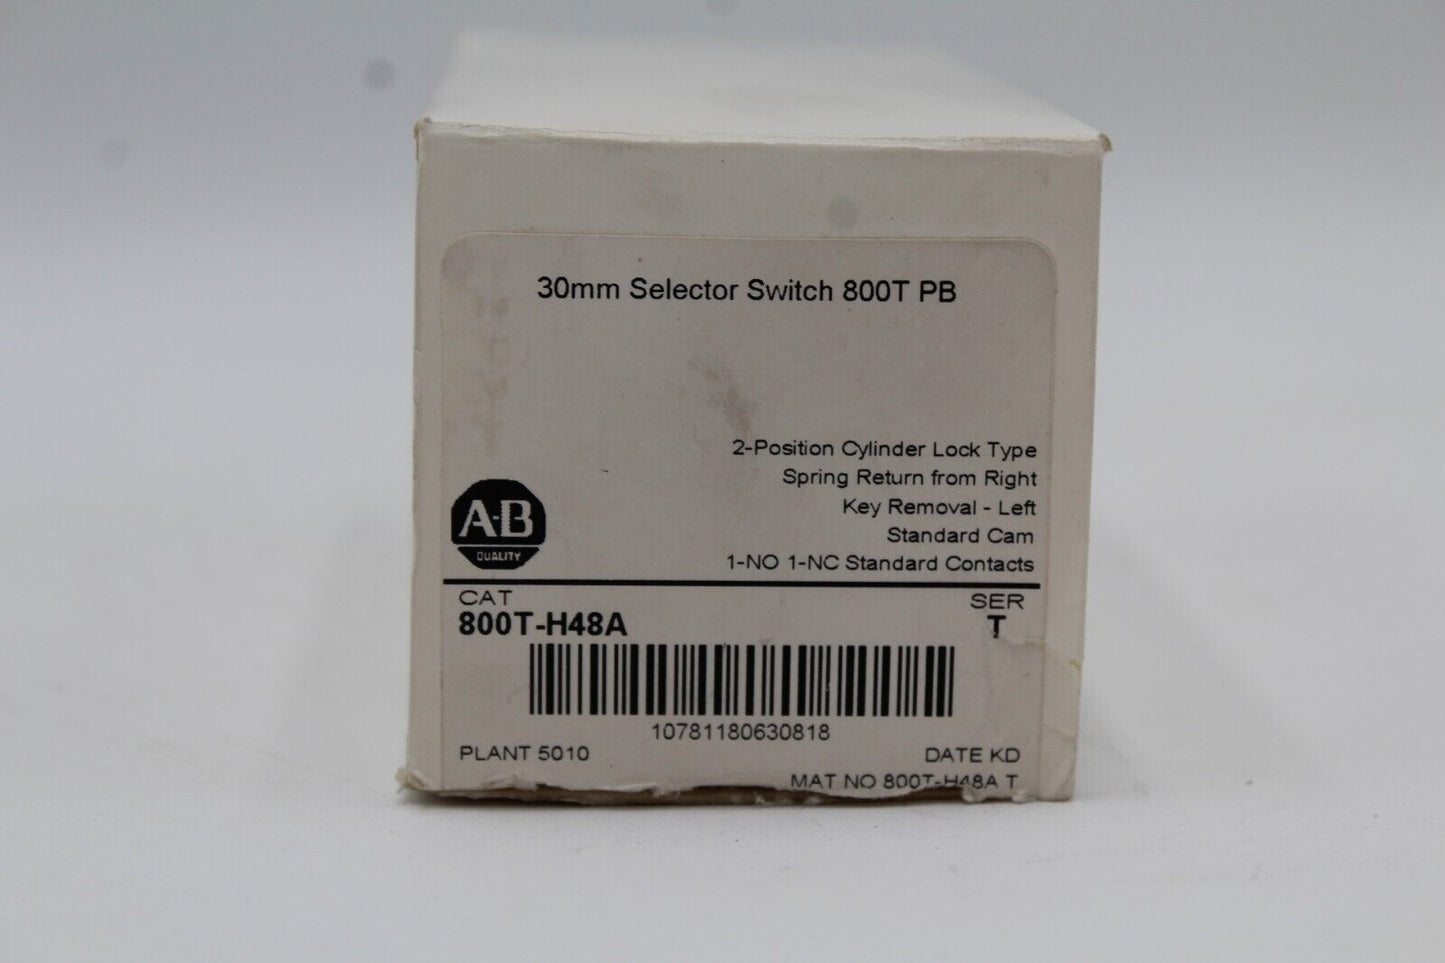 30mm Selector Switch 800T PB
2-Position Cylinder Lock Type
Spring Return from Right
Key Removal - Left
Standard Cam
1-NO 1-NC Standard Contacts
A-B
QUALITY
CAT
SER
800T-H48A
T
10781180630818
PLANT 5010
DATE KD
MAT NO 800T-H48A T